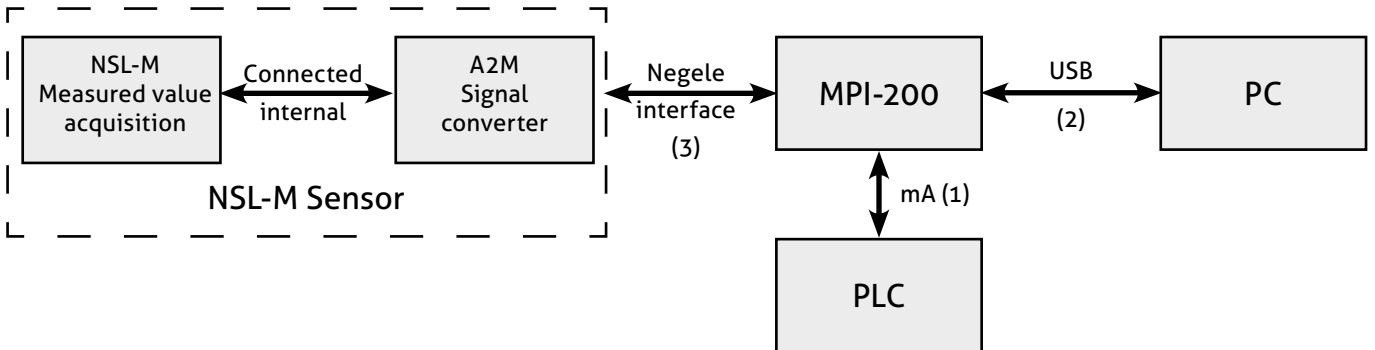 NSL-M
Measured value
acquisition
Connected
internal
A2M
Signal
converter
NSL-M Sensor
Negele
interface
(3)
MPI-200
USB
(2)
PC
mA (1)
PLC